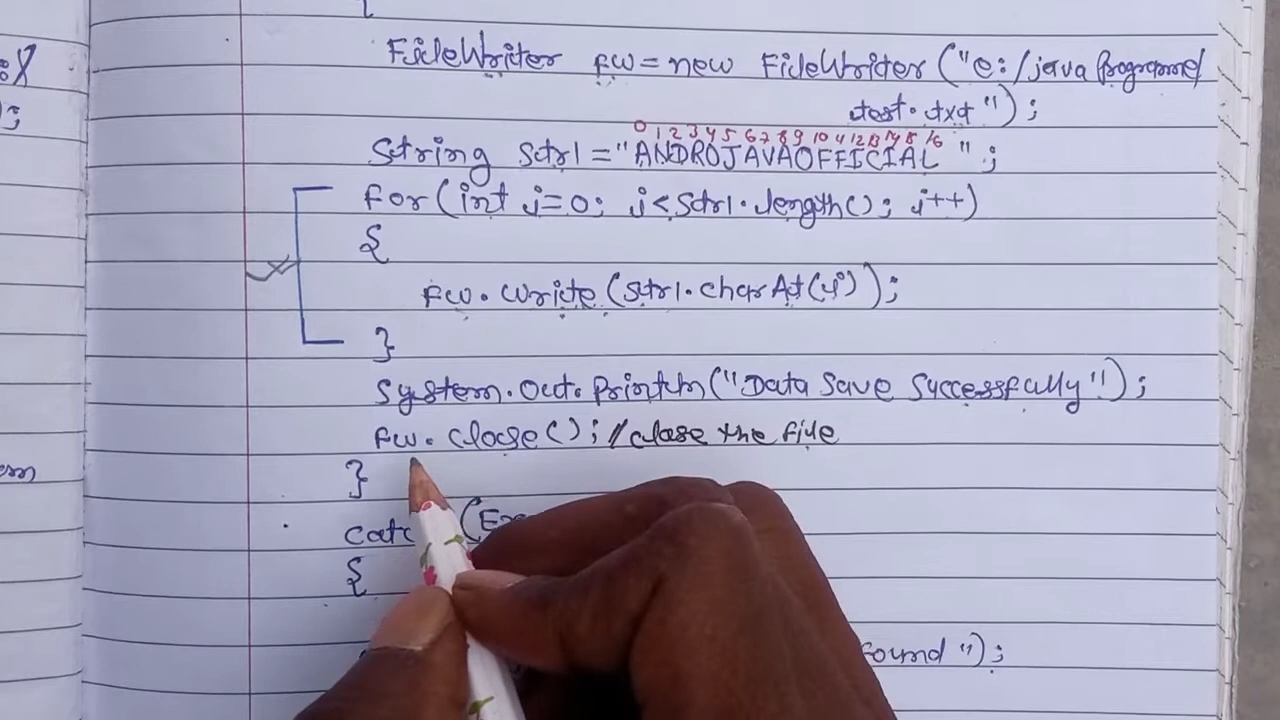 {
FileWriter fw = new FileWriter ("e:/java Programe/
test.txt");
0 1 2 3 4 5 6 7 8 9 10 11 12 13 14 15 16
String str1 = "ANDROJAVAOFFICIAL ";
for(int i=0; i<str1.length(); i++)
{
fw.write(str1.charAt(i));
}
System.out.println("Data Save Successfully");
fw.close(); //close the file
}
(
{
found");